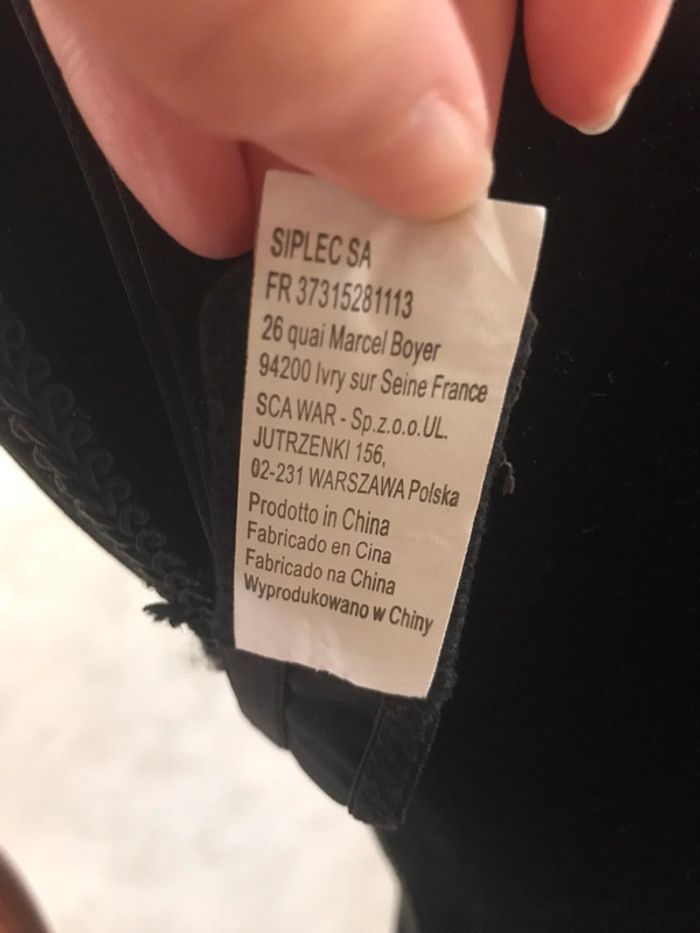 SIPLEC SA
FR 37315281113
26 quai Marcel Boyer
94200 Ivry sur Seine France
SCA WAR - Sp.z.o.o.UL.
JUTRZENKI 156,
02-231 WARSZAWA Polska
Prodotto in China
Fabricado en Cina
Fabricado na China
Wyprodukowano w Chiny